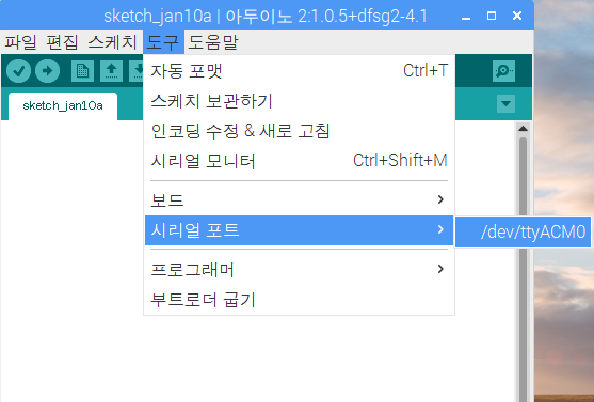 sketch_jan10a | 아두이노 2:1.0.5+dfsg2-4.1
파일 편집 스케치 도구 도움말
sketch_jan10a
자동 포맷 Ctrl+T
스케치 보관하기
인코딩 수정 & 새로 고침
시리얼 모니터 Ctrl+Shift+M
보드
시리얼 포트 /dev/ttyACM0
프로그래머
부트로더 굽기